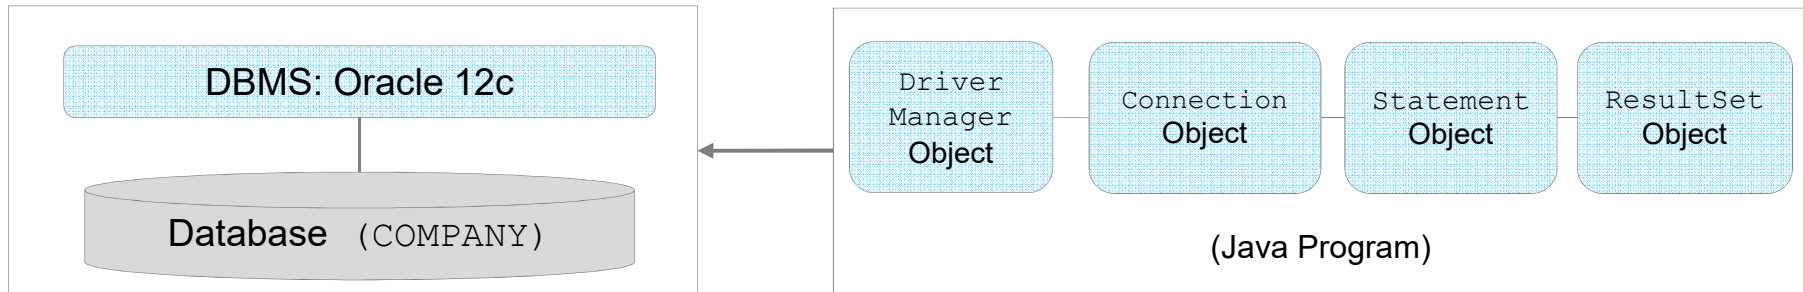 DBMS: Oracle 12c
Database (COMPANY)
Driver
Manager
Object
Connection
Object
Statement
Object
ResultSet
Object
(Java Program)